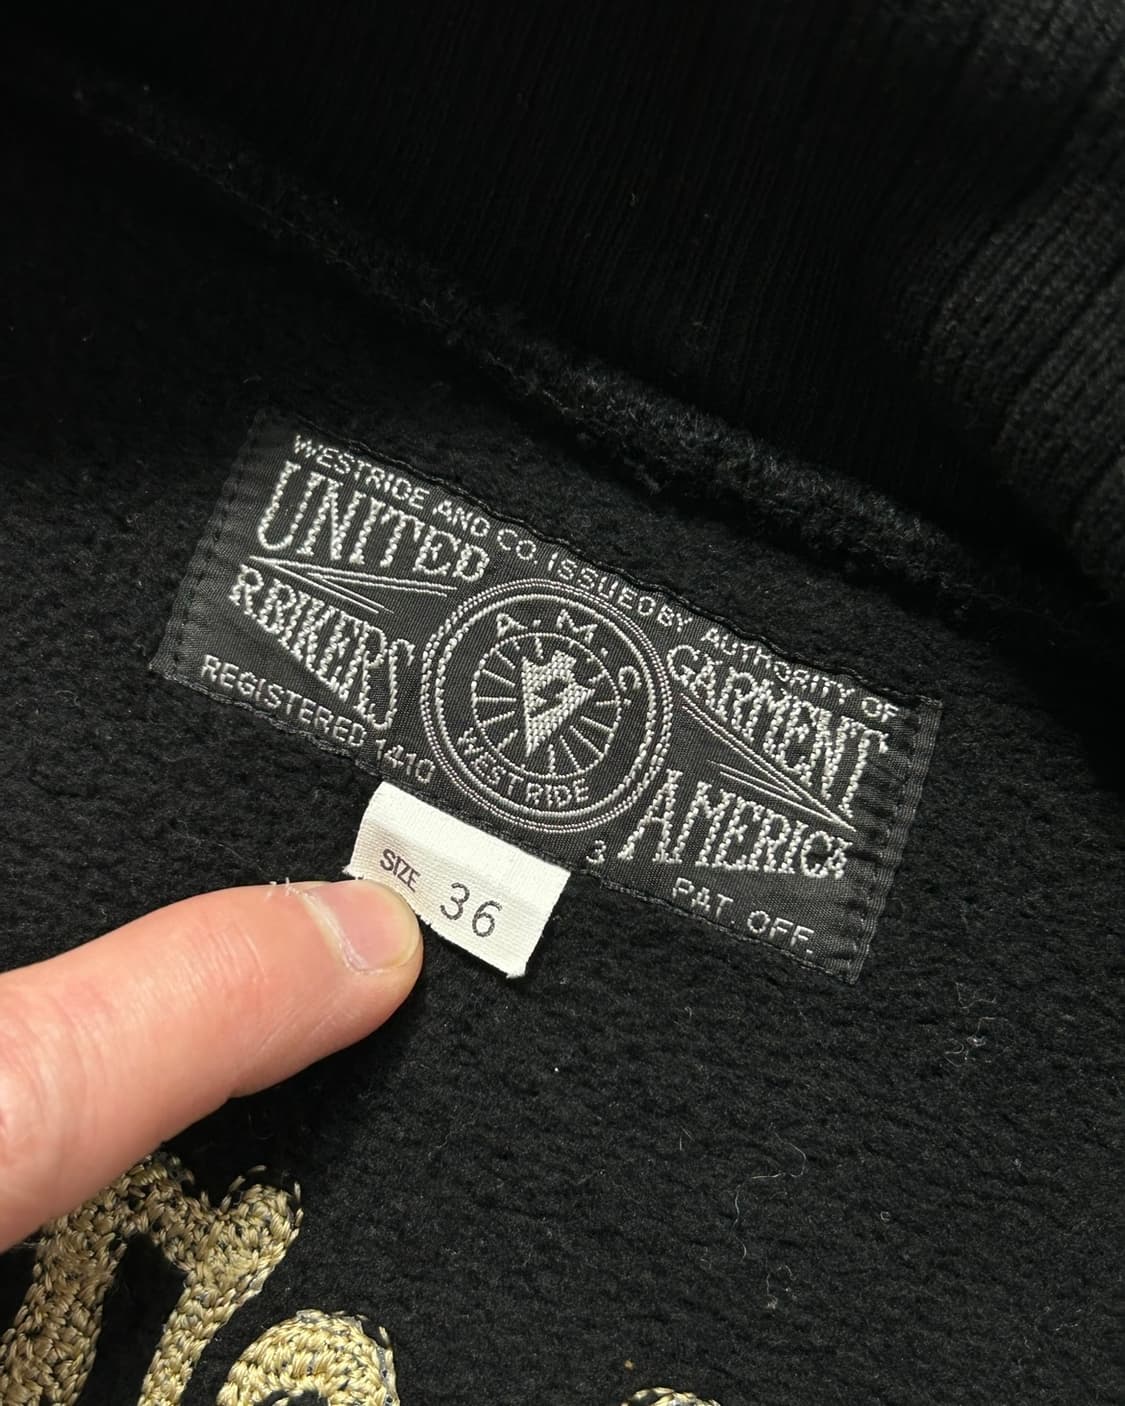 WESTRIDE AND CO. ISSUED BY AUTHORITY OF
UNITED
RBIKERS
GARMENT
AMERICA
A.M.C
WESTRIDE
REGISTERED 1410
3
PAT. OFF.
SIZE 36